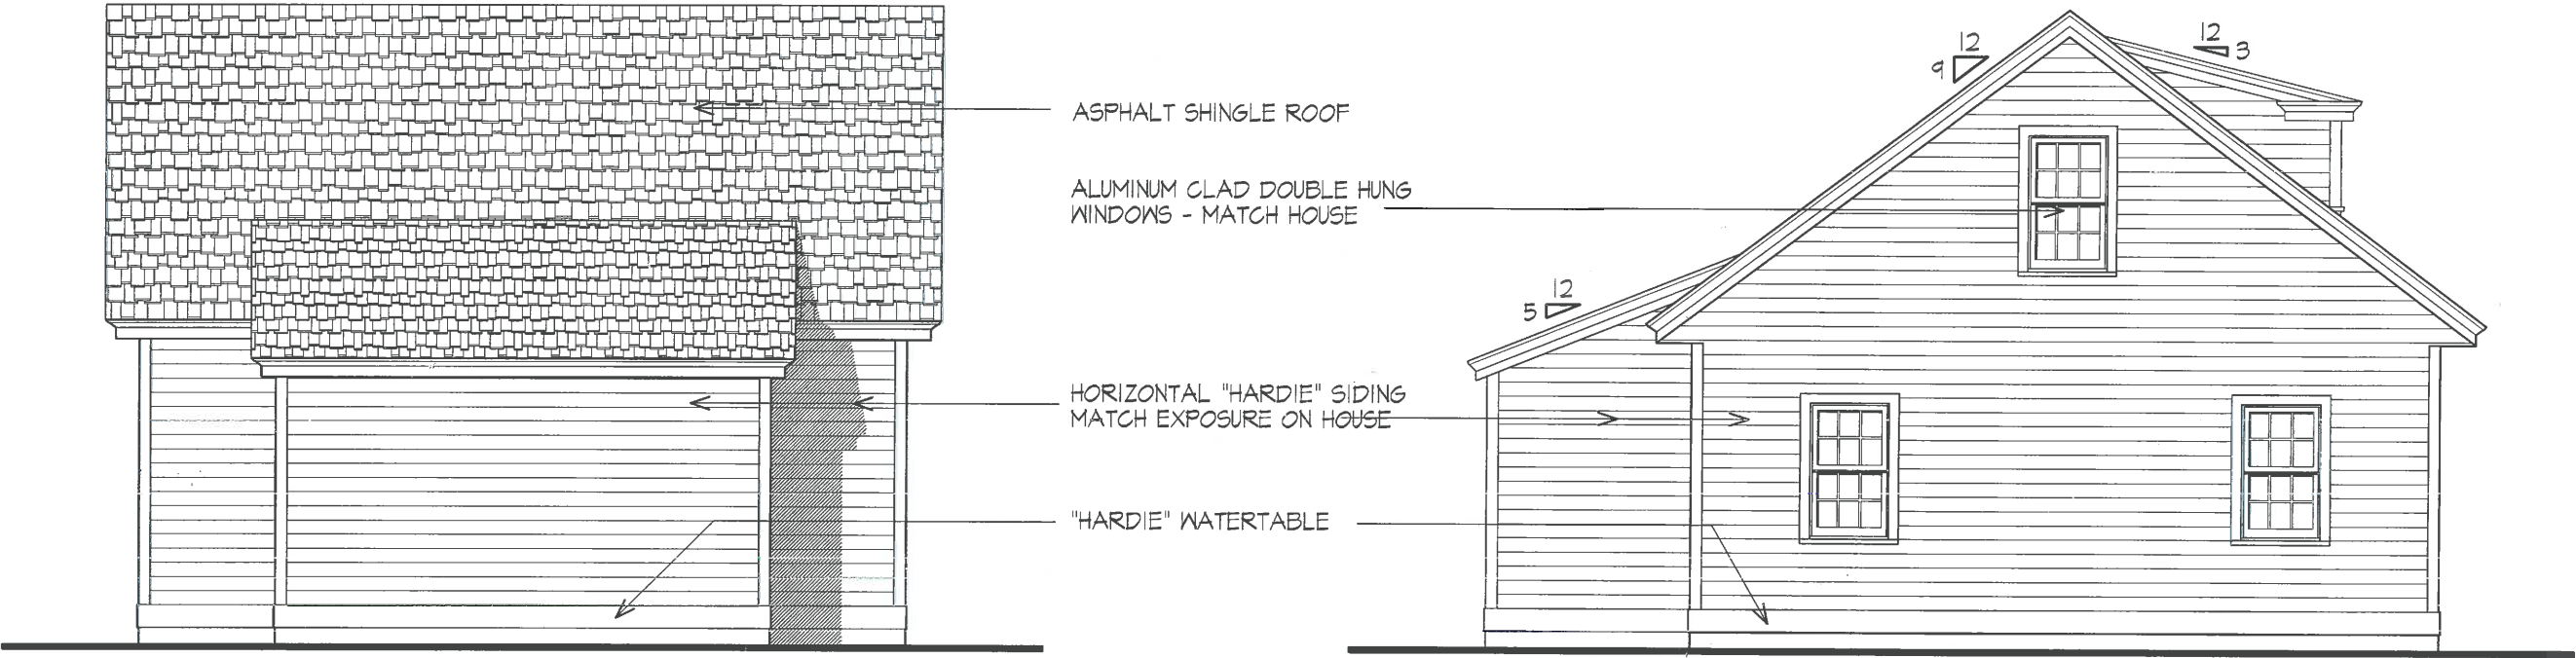 12
9
12
3
ASPHALT SHINGLE ROOF
ALUMINUM CLAD DOUBLE HUNG
WINDOWS - MATCH HOUSE
12
5
HORIZONTAL "HARDIE" SIDING
MATCH EXPOSURE ON HOUSE
"HARDIE" WATERTABLE